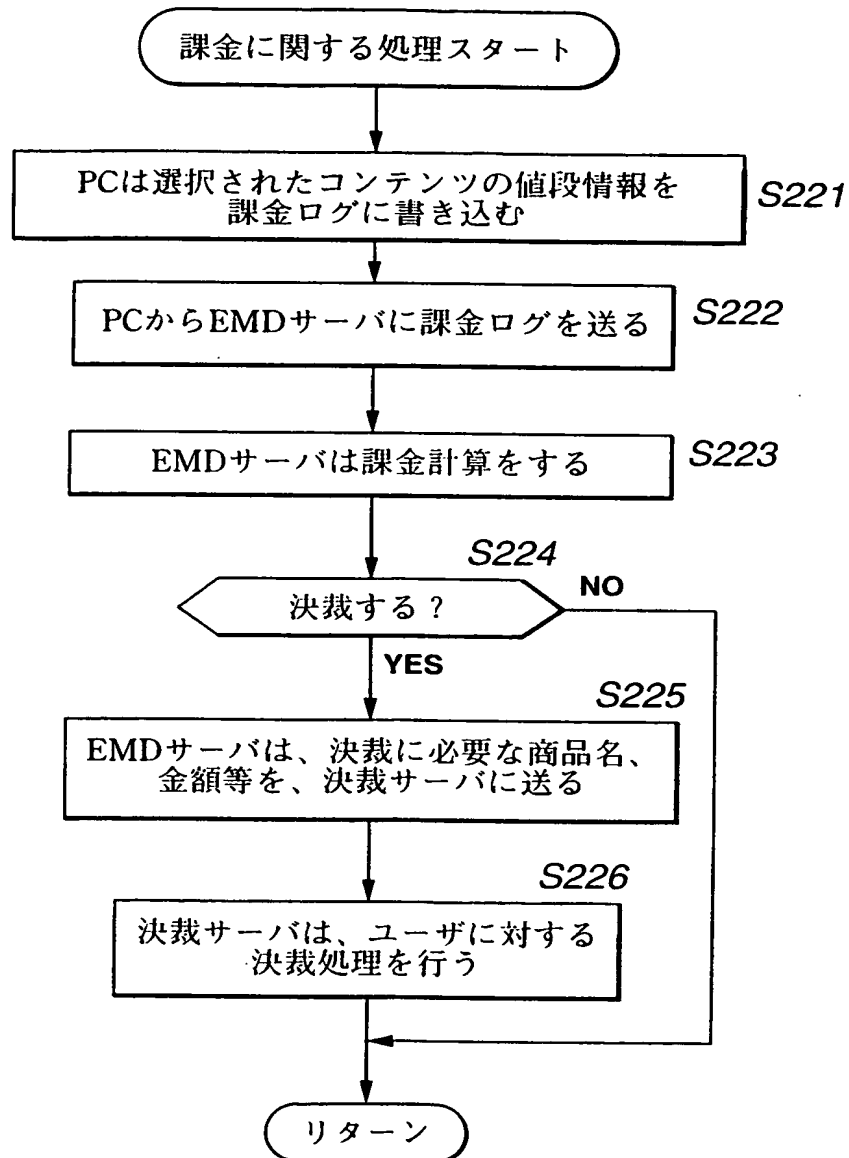 課金に関する処理スタート
PCは選択されたコンテンツの値段情報を
課金ログに書き込む
S221
PCからEMDサーバに課金ログを送る
S222
EMDサーバは課金計算をする
S223
S224
決裁する?
NO
YES
S225
EMDサーバは、決裁に必要な商品名、
金額等を、決裁サーバに送る
S226
決裁サーバは、ユーザに対する
決裁処理を行う
リターン